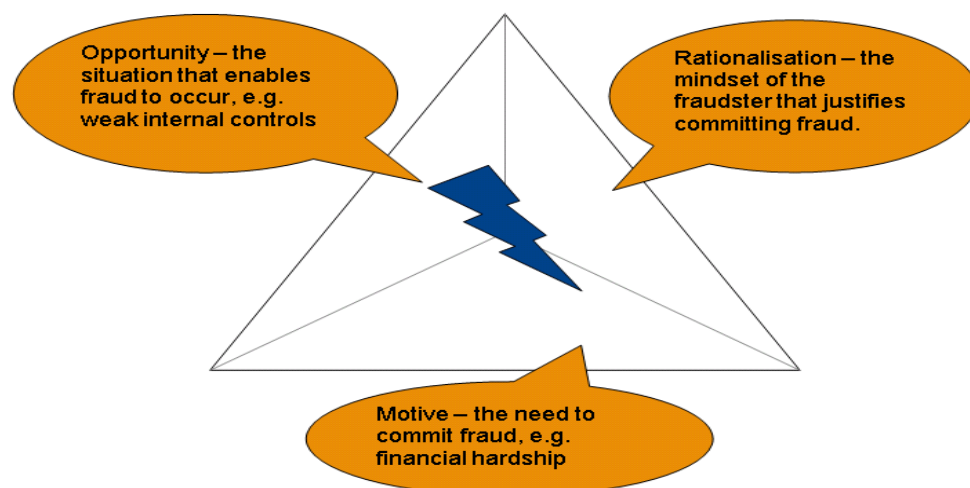 Opportunity – the
situation that enables
fraud to occur, e.g.
weak internal controls
Rationalisation – the
mindset of the
fraudster that justifies
committing fraud.
Motive – the need to
commit fraud, e.g.
financial hardship